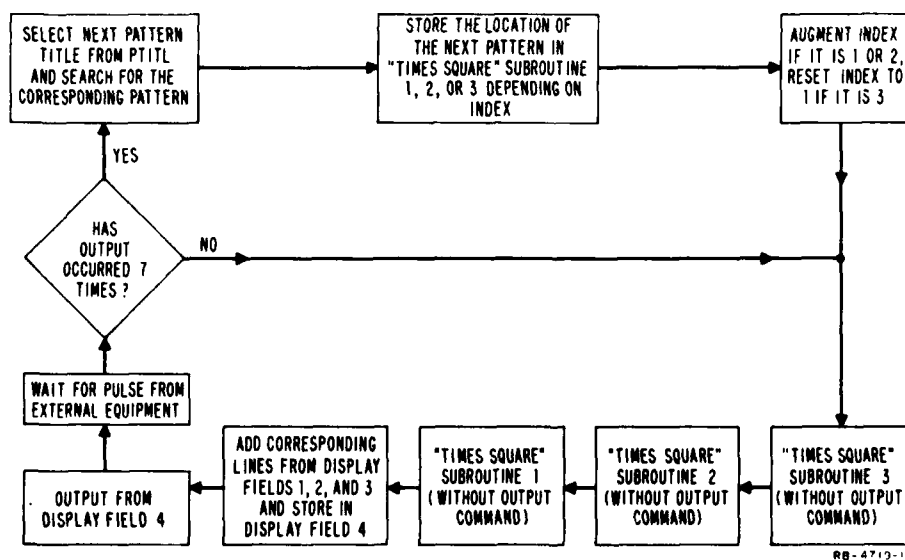 SELECT NEXT PATTERN
TITLE FROM PTITL
AND SEARCH FOR THE
CORRESPONDING PATTERN
STORE THE LOCATION OF
THE NEXT PATTERN IN
"TIMES SQUARE" SUBROUTINE
1, 2, OR 3 DEPENDING ON
INDEX
AUGMENT INDEX
IF IT IS 1 OR 2,
RESET INDEX TO
1 IF IT IS 3
YES
HAS
OUTPUT
OCCURRED 7
TIMES?
NO
WAIT FOR PULSE FROM
EXTERNAL EQUIPMENT
OUTPUT FROM
DISPLAY FIELD 4
ADD CORRESPONDING
LINES FROM DISPLAY
FIELDS 1, 2, AND 3
AND STORE IN
DISPLAY FIELD 4
"TIMES SQUARE"
SUBROUTINE 1
(WITHOUT OUTPUT
COMMAND)
"TIMES SQUARE"
SUBROUTINE 2
(WITHOUT OUTPUT
COMMAND)
"TIMES SQUARE"
SUBROUTINE 3
(WITHOUT OUTPUT
COMMAND)